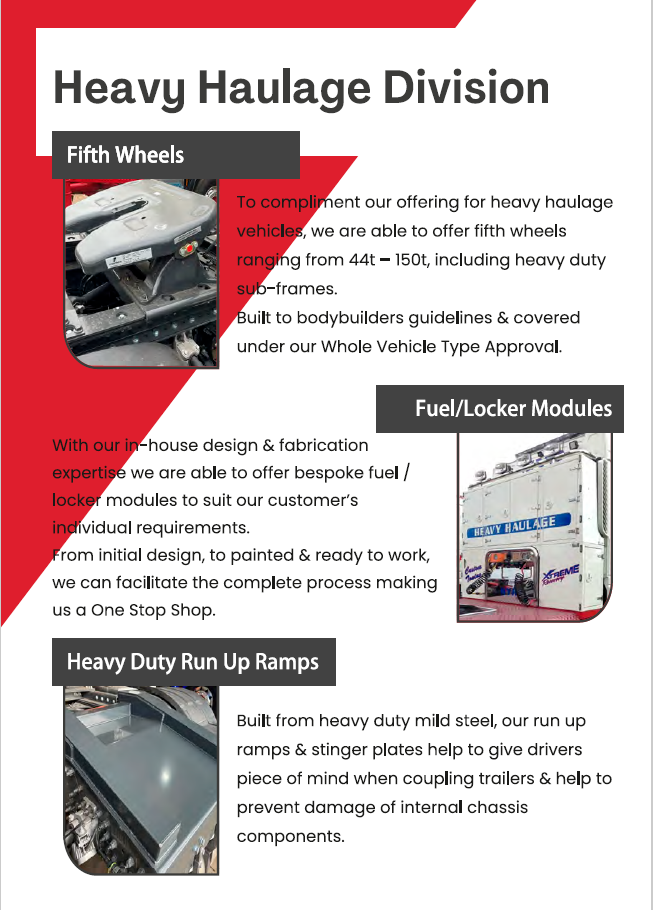 Heavy Haulage Division
Fifth Wheels
To compliment our offering for heavy haulage
vehicles, we are able to offer fifth wheels
ranging from 44t – 150t, including heavy duty
sub-frames.
Built to bodybuilders guidelines & covered
under our Whole Vehicle Type Approval.
Fuel/Locker Modules
With our in-house design & fabrication
expertise we are able to offer bespoke fuel /
locker modules to suit our customer's
individual requirements.
From initial design, to painted & ready to work,
we can facilitate the complete process making
us a One Stop Shop.
HEAVY HAULAGE
XTREME
Recovery
Heavy Duty Run Up Ramps
Built from heavy duty mild steel, our run up
ramps & stinger plates help to give drivers
piece of mind when coupling trailers & help to
prevent damage of internal chassis
components.